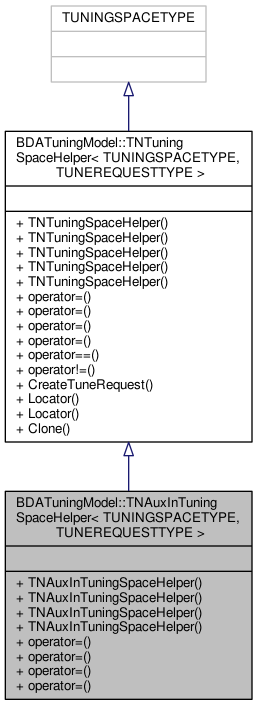 TUNINGSPACETYPE
BDATuningModel::TNTuning
SpaceHelper< TUNINGSPACETYPE,
TUNEREQUESTTYPE >
+ TNTuningSpaceHelper()
+ TNTuningSpaceHelper()
+ TNTuningSpaceHelper()
+ TNTuningSpaceHelper()
+ TNTuningSpaceHelper()
+ operator=()
+ operator=()
+ operator=()
+ operator=()
+ operator==()
+ operator!=()
+ CreateTuneRequest()
+ Locator()
+ Locator()
+ Clone()
BDATuningModel::TNAuxInTuning
SpaceHelper< TUNINGSPACETYPE,
TUNEREQUESTTYPE >
+ TNAuxInTuningSpaceHelper()
+ TNAuxInTuningSpaceHelper()
+ TNAuxInTuningSpaceHelper()
+ TNAuxInTuningSpaceHelper()
+ operator=()
+ operator=()
+ operator=()
+ operator=()